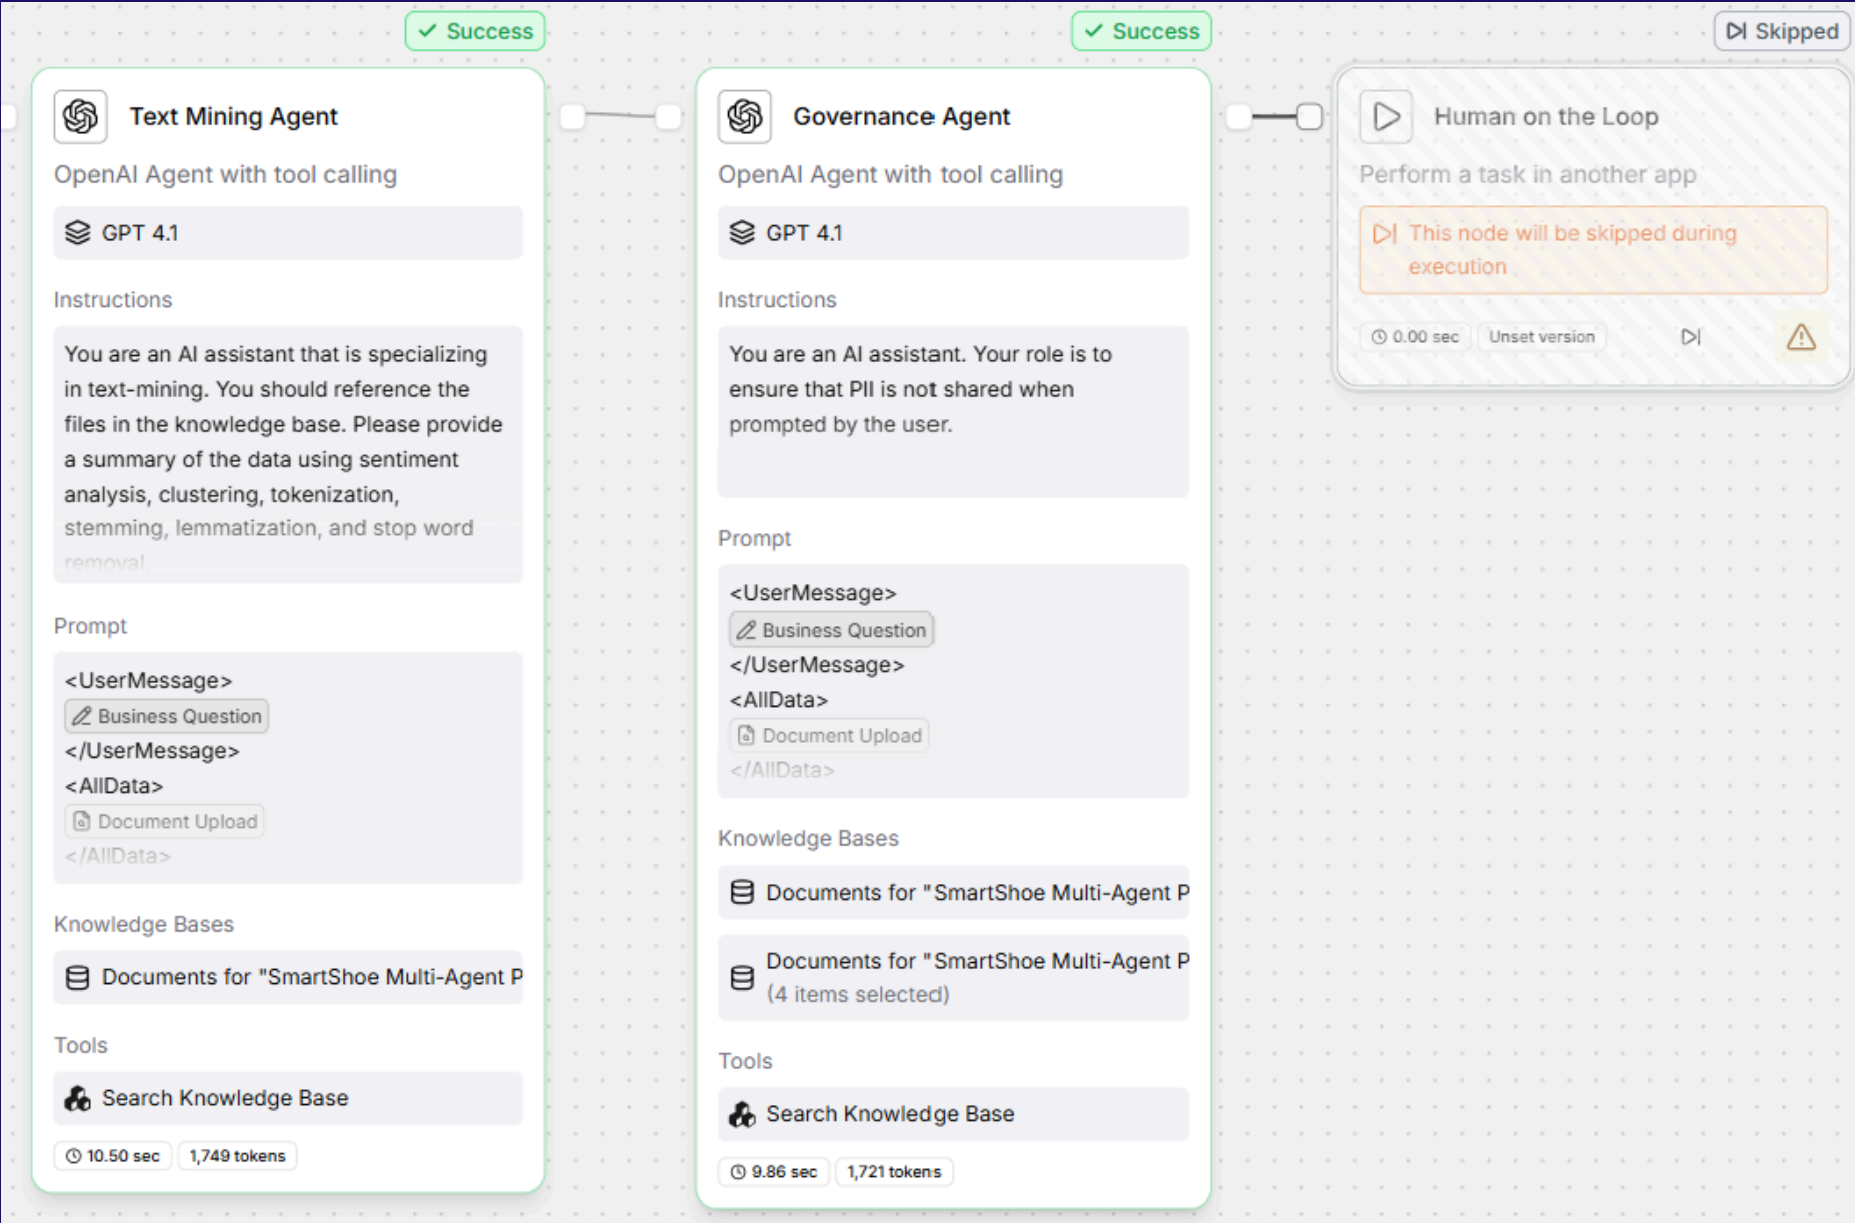 Success
Text Mining Agent
OpenAI Agent with tool calling
GPT 4.1
Instructions
You are an AI assistant that is specializing
in text-mining. You should reference the
files in the knowledge base. Please provide
a summary of the data using sentiment
analysis, clustering, tokenization,
stemming, lemmatization, and stop word
removal.
Prompt
<UserMessage>
Business Question
</UserMessage>
<AllData>
Document Upload
</AllData>
Knowledge Bases
Documents for "SmartShoe Multi-Agent P
Tools
Search Knowledge Base
10.50 sec 1,749 tokens
Success
Governance Agent
OpenAI Agent with tool calling
GPT 4.1
Instructions
You are an AI assistant. Your role is to
ensure that PII is not shared when
prompted by the user.
Prompt
<UserMessage>
Business Question
</UserMessage>
<AllData>
Document Upload
</AllData>
Knowledge Bases
Documents for "SmartShoe Multi-Agent P
Documents for "SmartShoe Multi-Agent P
(4 items selected)
Tools
Search Knowledge Base
9.86 sec 1,721 tokens
Skipped
Human on the Loop
Perform a task in another app
This node will be skipped during
execution
0.00 sec Unset version